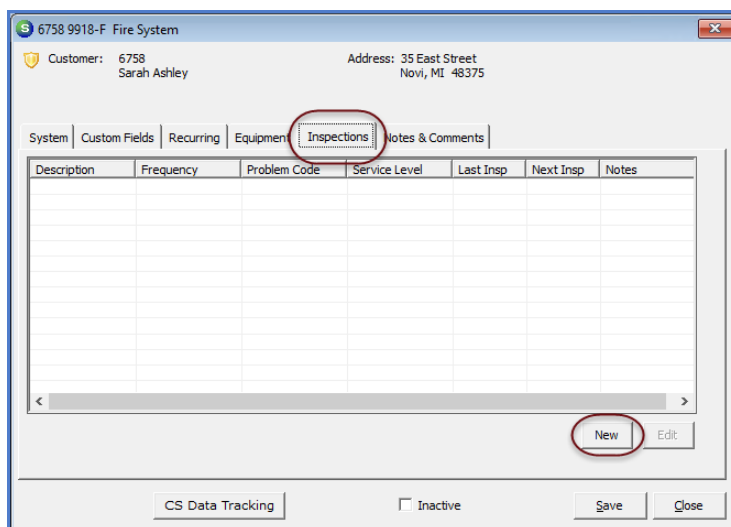 S 6758 9918-F Fire System
Customer: 6758 Address: 35 East Street
Sarah Ashley Novi, MI 48375
System Custom Fields Recurring Equipment Inspections Notes & Comments
Description Frequency Problem Code Service Level Last Insp Next Insp Notes
New Edit
CS Data Tracking Inactive Save Close